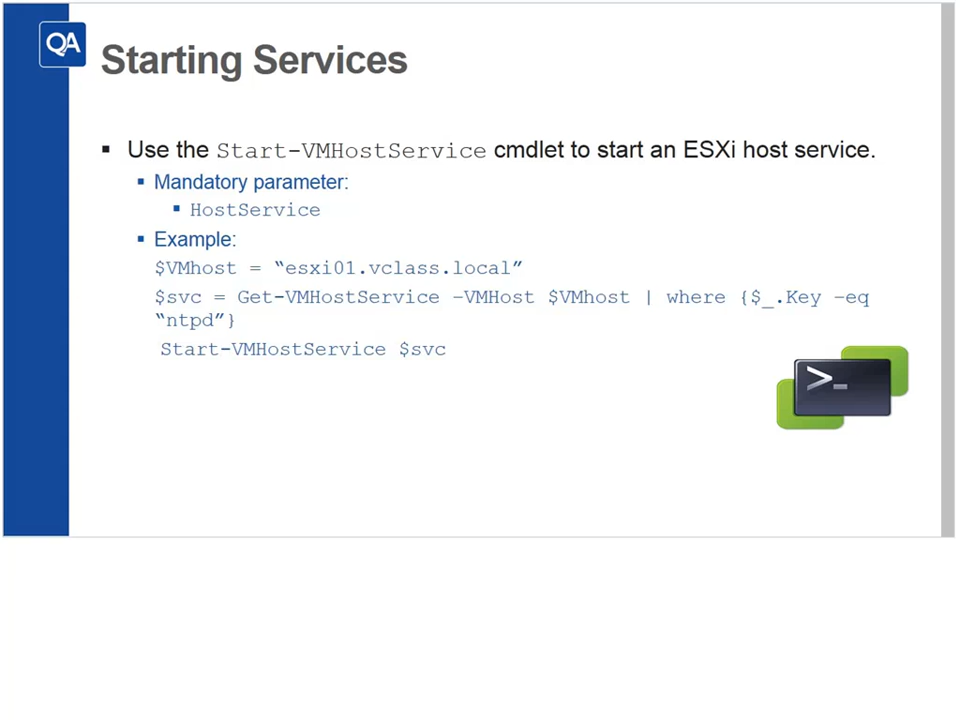 QA
Starting Services
▪ Use the Start-VMHostService cmdlet to start an ESXi host service.
▪ Mandatory parameter:
▪ HostService
▪ Example:
$VMhost = “esxi01.vclass.local”
$svc = Get-VMHostService –VMHost $VMhost | where {$_.Key –eq
“ntpd”}
Start-VMHostService $svc
>_